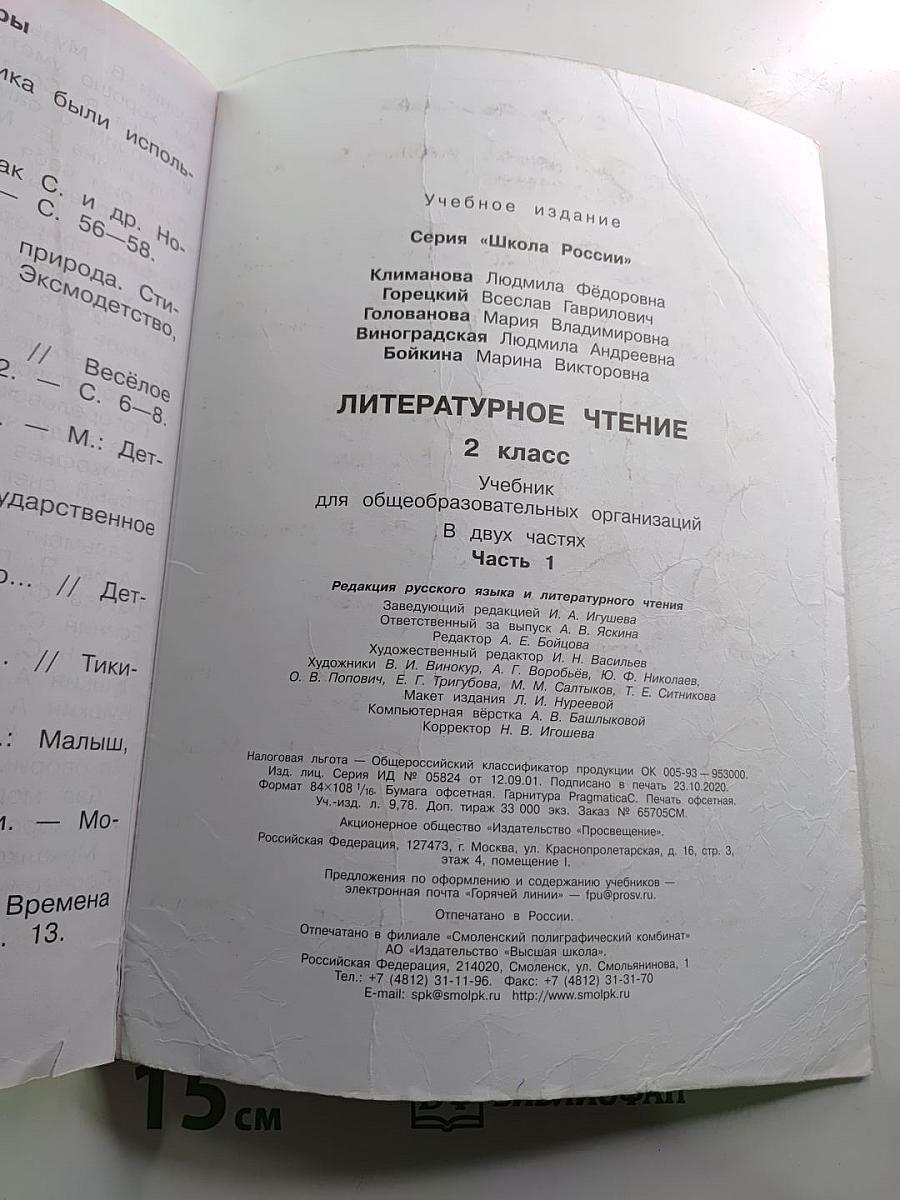 ры
ика были исполь-
ак С. и др. Но-
— С. 56—58.
природа. Сти-
Эксмодетство,
// Весёлое
2. — С. 6—8.
. — М.: Дет-
ударственное
о... // Дет-
. // Тики-
.: Малыш,
и. — Мо-
Времена
. 13.
Учебное издание
Серия «Школа России»
Климанова Людмила Фёдоровна
Горецкий Всеслав Гаврилович
Голованова Мария Владимировна
Виноградская Людмила Андреевна
Бойкина Марина Викторовна
ЛИТЕРАТУРНОЕ ЧТЕНИЕ
2 класс
Учебник
для общеобразовательных организаций
В двух частях
Часть 1
Редакция русского языка и литературного чтения
Заведующий редакцией И. А. Игушева
Ответственный за выпуск А. В. Яскина
Редактор А. Е. Бойцова
Художественный редактор И. Н. Васильев
Художники В. И. Винокур, А. Г. Воробьёв, Ю. Ф. Николаев,
О. В. Попович, Е. Г. Тригубова, М. М. Салтыков, Т. Е. Ситникова
Макет издания Л. И. Нуреевой
Компьютерная вёрстка А. В. Башлыковой
Корректор Н. В. Игошева
Налоговая льгота — Общероссийский классификатор продукции ОК 005-93 — 953000.
Изд. лиц. Серия ИД № 05824 от 12.09.01. Подписано в печать 23.10.2020.
Формат 84×108 1/16. Бумага офсетная. Гарнитура PragmaticaC. Печать офсетная.
Уч.-изд. л. 9,78. Доп. тираж 33 000 экз. Заказ № 65705СМ.
Акционерное общество «Издательство «Просвещение».
Российская Федерация, 127473, г. Москва, ул. Краснопролетарская, д. 16, стр. 3,
этаж 4, помещение I.
Предложения по оформлению и содержанию учебников —
электронная почта «Горячей линии» — fpu@prosv.ru.
Отпечатано в России.
Отпечатано в филиале «Смоленский полиграфический комбинат»
АО «Издательство «Высшая школа».
Российская Федерация, 214020, Смоленск, ул. Смольянинова, 1
Тел.: +7 (4812) 31-11-96. Факс: +7 (4812) 31-31-70
E-mail: spk@smolpk.ru http://www.smolpk.ru
15 см
БИБЛИОФАН